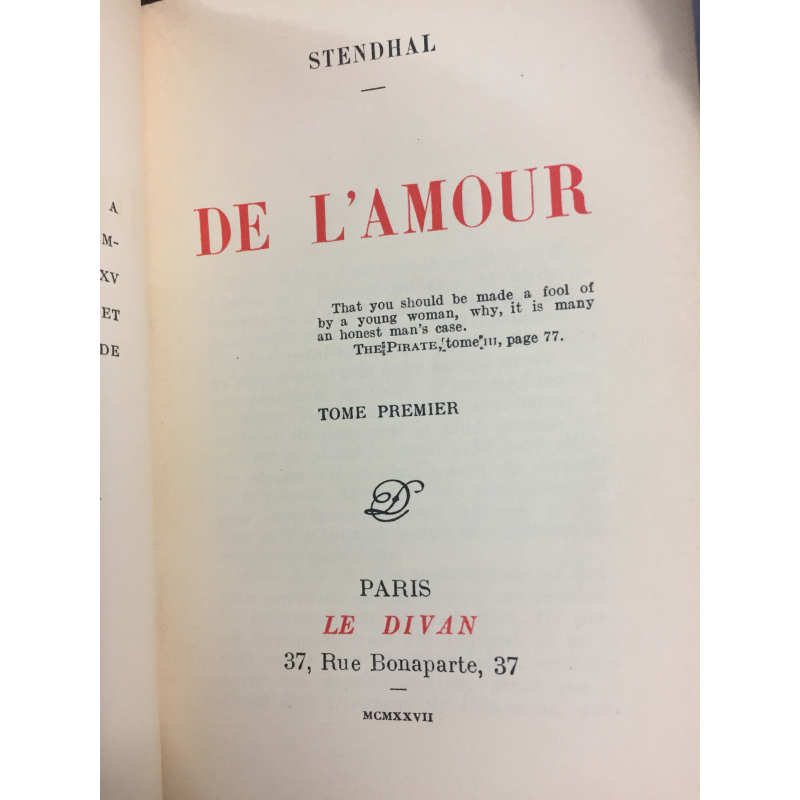 A
M-
XV
ET
DE
STENDHAL
DE L'AMOUR
That you should be made a fool of
by a young woman, why, it is many
an honest man's case.
THE PIRATE, tome III, page 77.
TOME PREMIER
D
PARIS
LE DIVAN
37, Rue Bonaparte, 37
MCMXXVII